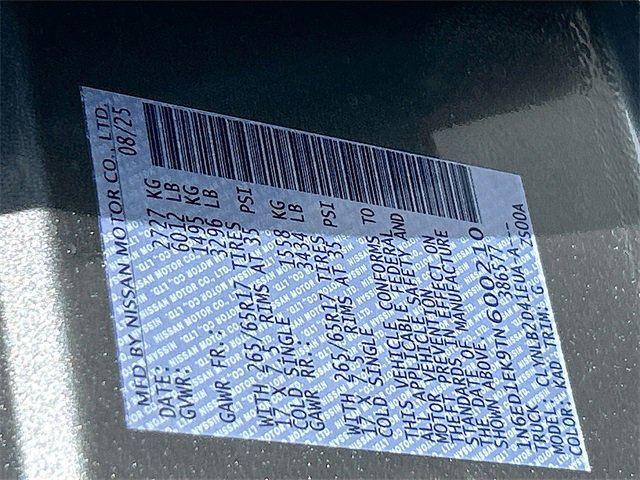 MFD BY NISSAN MOTOR CO., LTD.
DATE: 08/25
GVWR: 2727 KG
6012 LB
GAWR FR: 1495 KG
3296 LB
WITH 265/65R17 TIRES
17 X 7.5 RIMS AT 35 PSI
COLD SINGLE
GAWR RR: 1558 KG
3434 LB
WITH 265/65R17 TIRES
17 X 7.5 RIMS AT 35 PSI
COLD SINGLE
THIS VEHICLE CONFORMS TO
ALL APPLICABLE FEDERAL
MOTOR VEHICLE SAFETY AND
THEFT PREVENTION
STANDARDS IN EFFECT ON
THE DATE OF MANUFACTURE
SHOWN ABOVE.
1N6ED1EK9TN600210
TRUCK 386577
MODEL:
COLOR: KAD TRIM: G